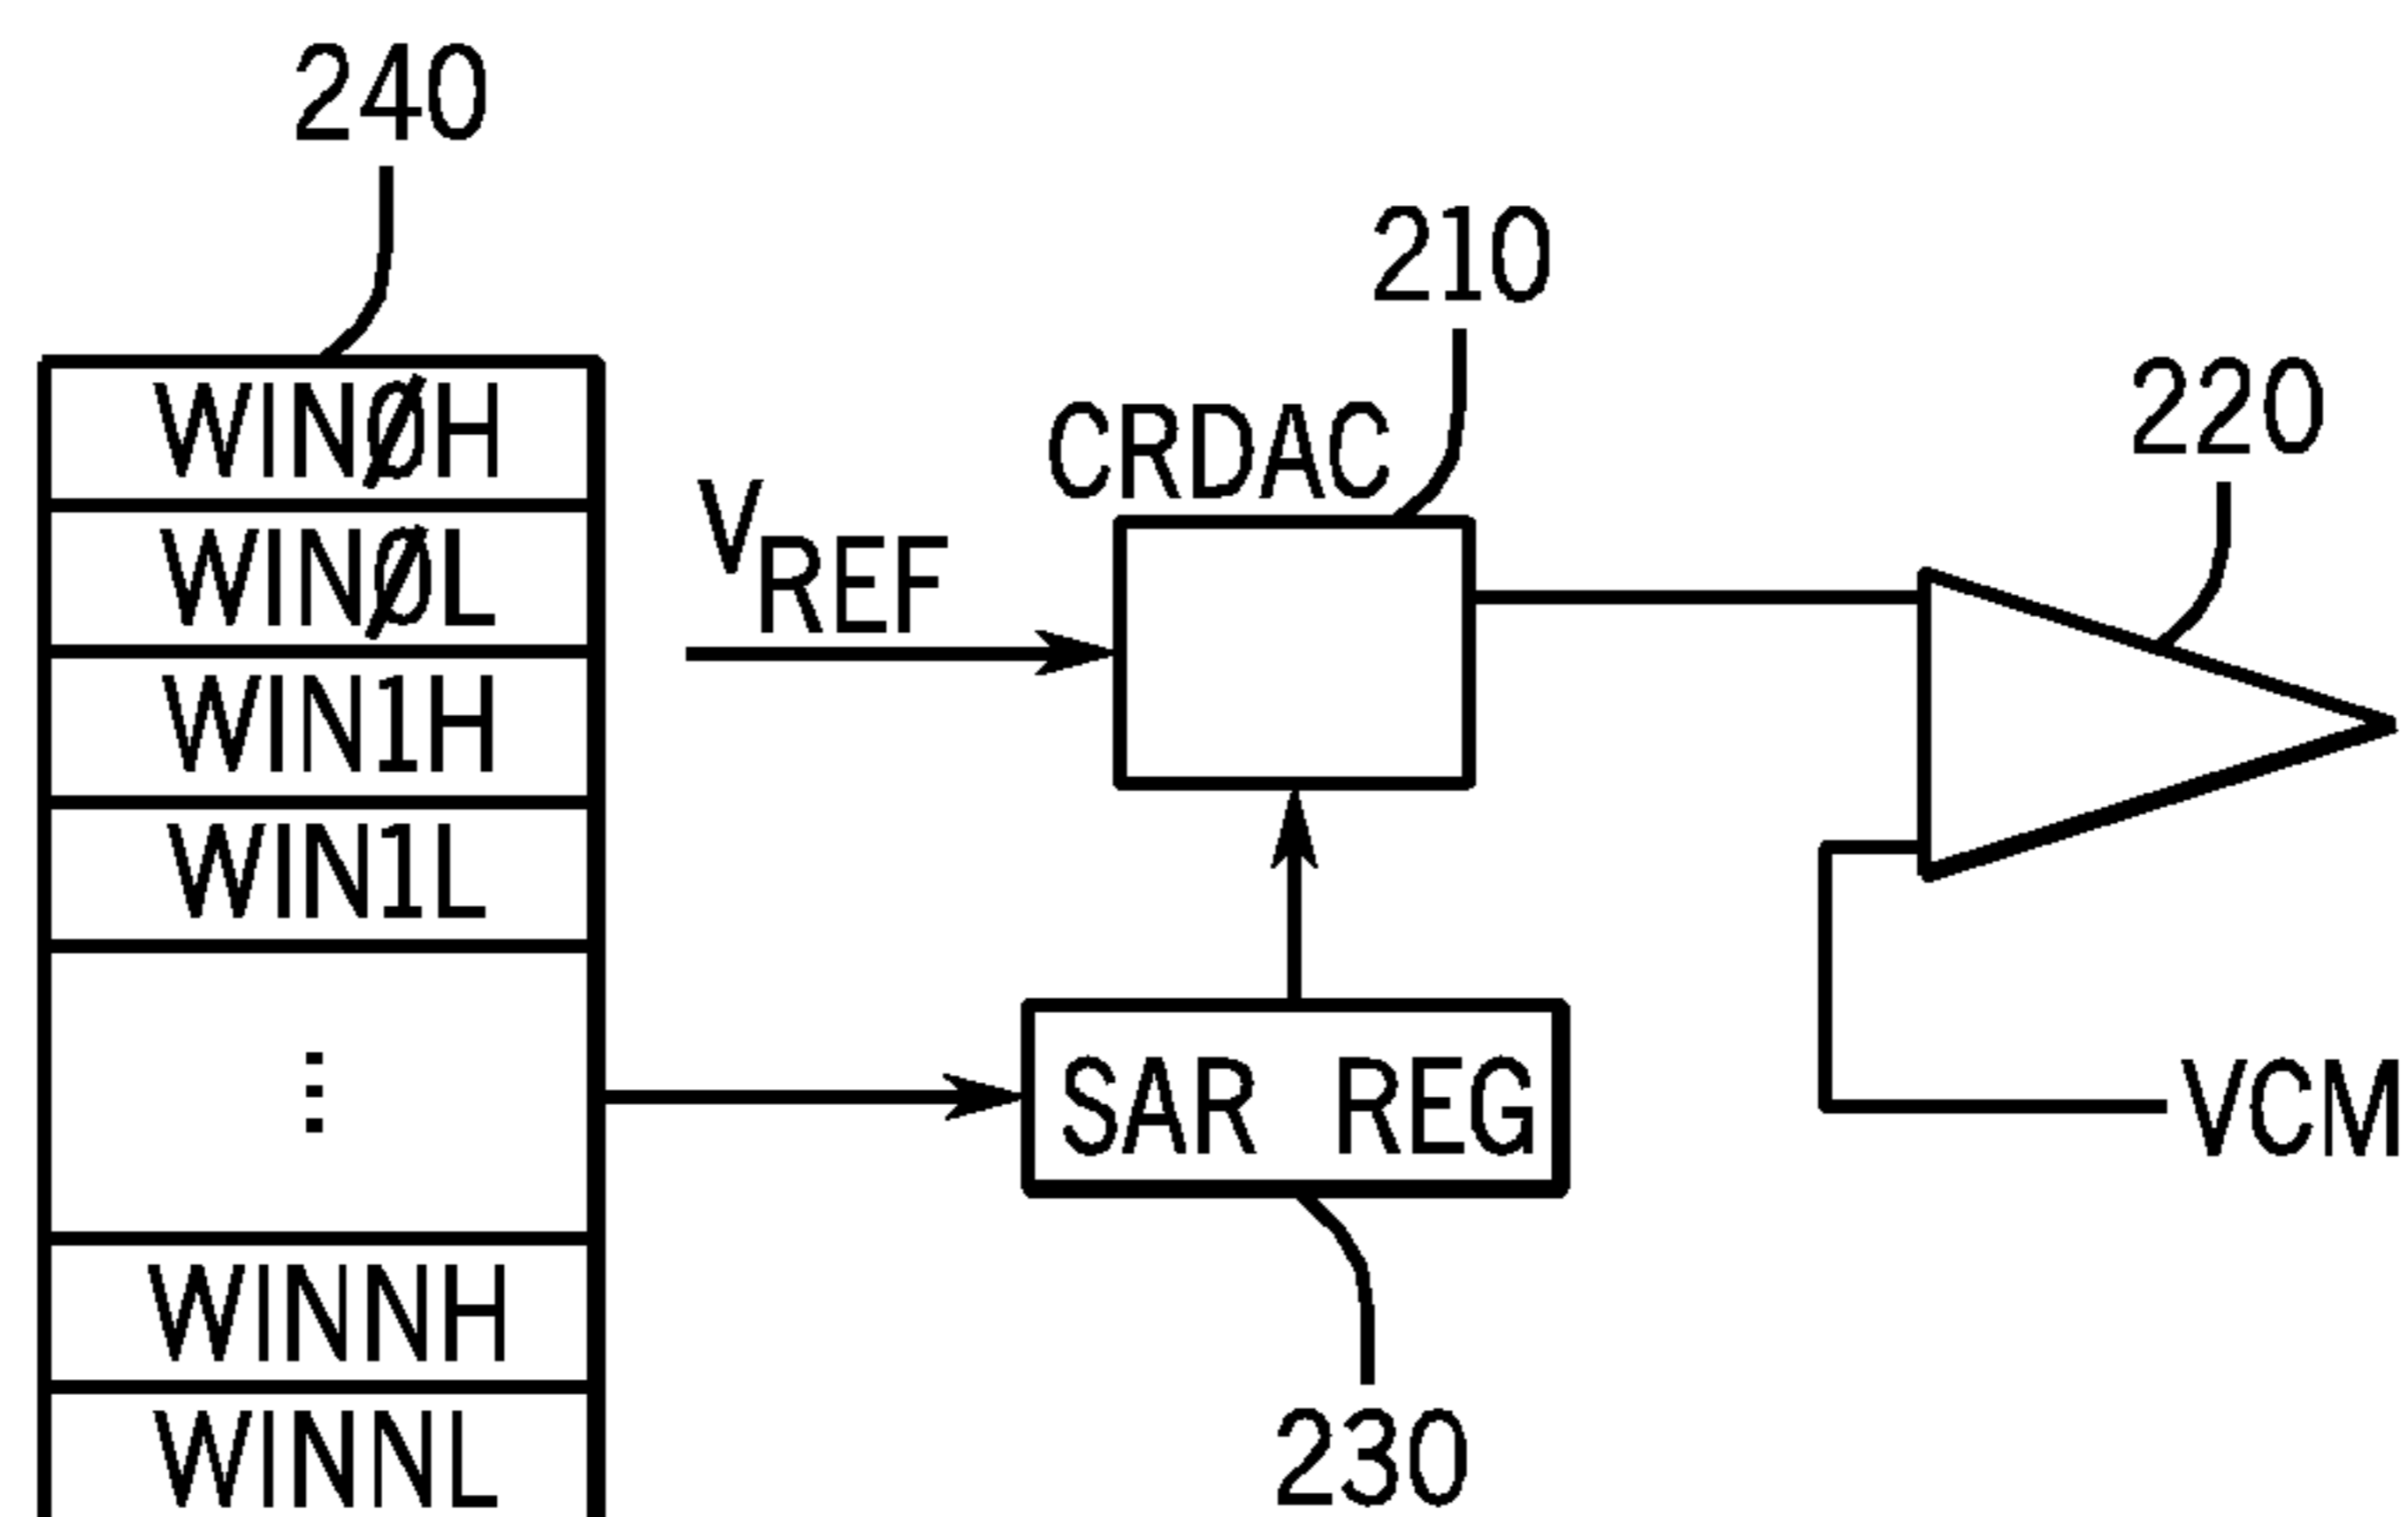 240
210
220
CRDAC
V REF
WINØH
WINØL
WIN1H
WIN1L
⋮
WINNH
WINNL
SAR REG
VCM
230